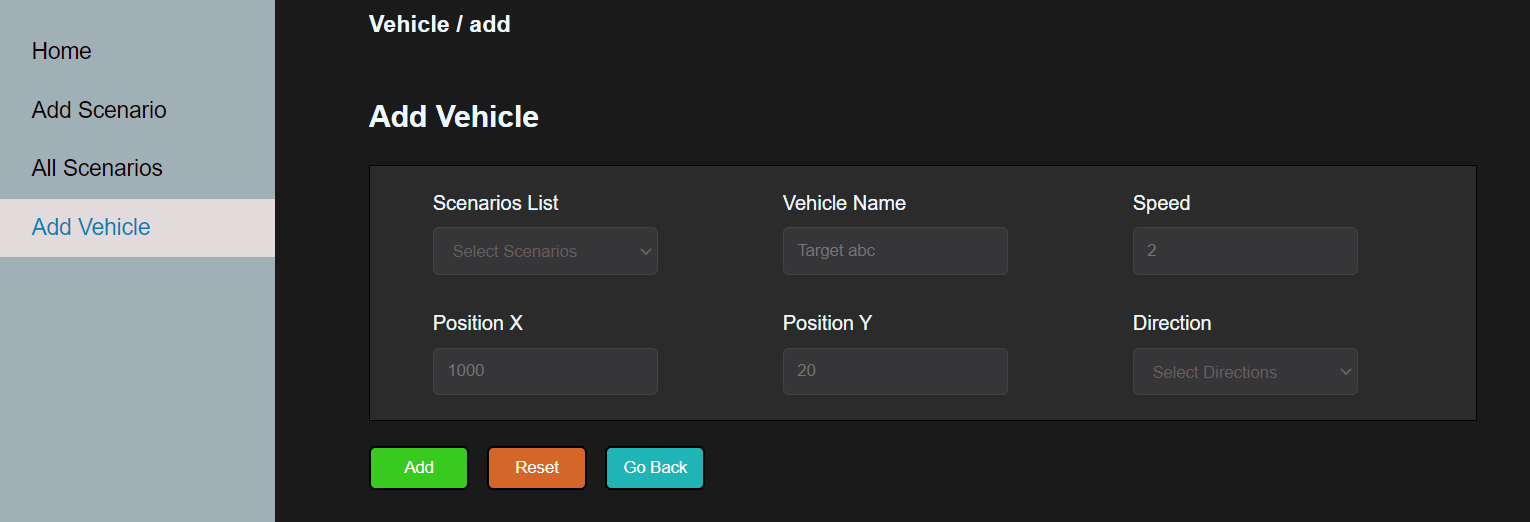 Home
Add Scenario
All Scenarios
Add Vehicle
Vehicle / add
Add Vehicle
Scenarios List
Vehicle Name
Speed
Select Scenarios
Target abc
2
Position X
Position Y
Direction
1000
20
Select Directions
Add
Reset
Go Back